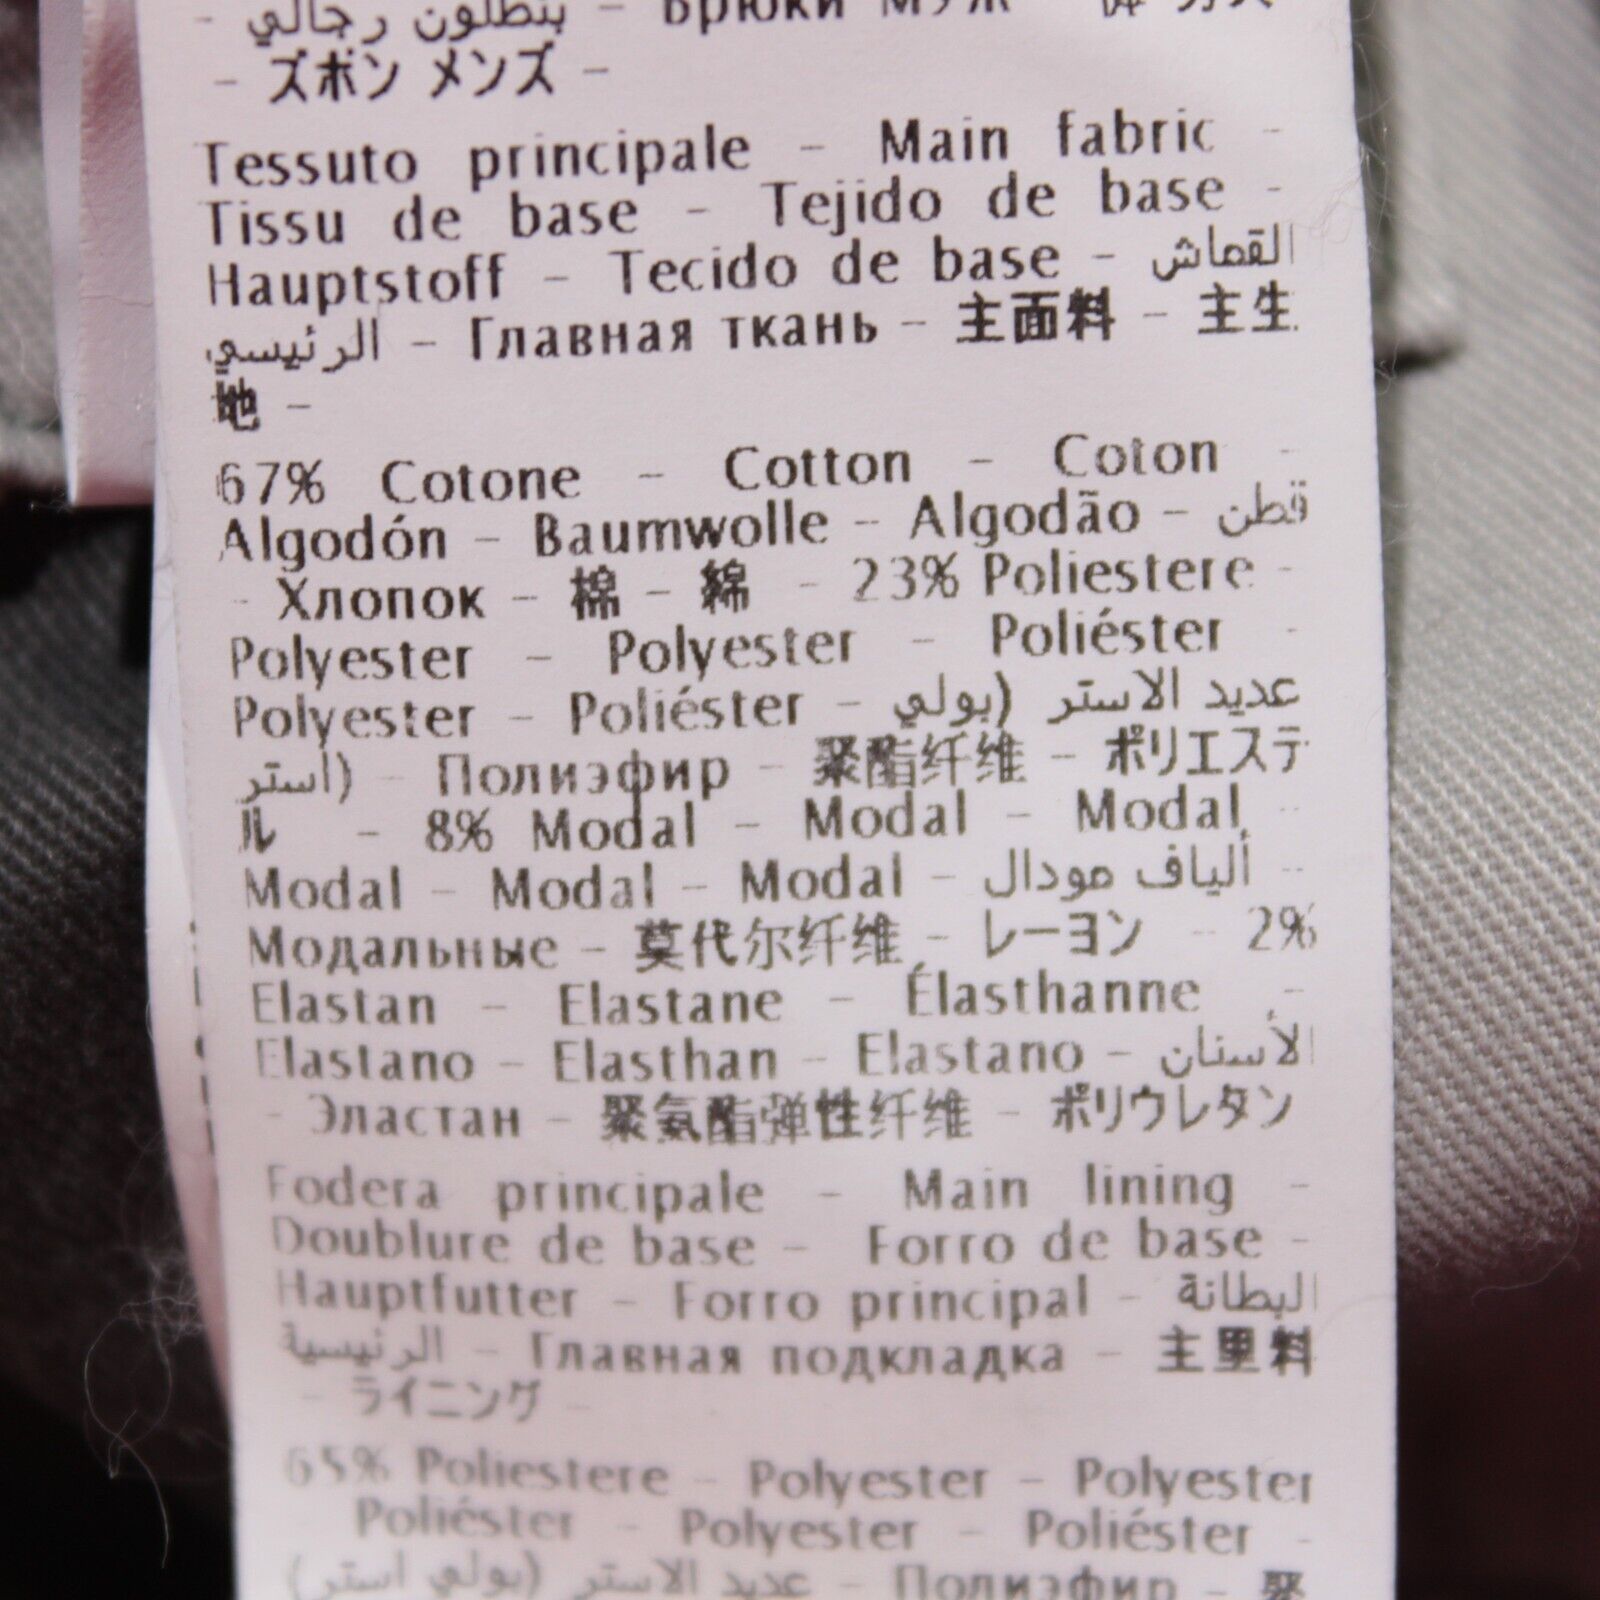 - بنطلون رجالي - Брюки Муж -
- ズボン メンズ -
Tessuto principale - Main fabric -
Tissu de base - Tejido de base -
Hauptstoff - Tecido de base - القماش
الرئيسي - Главная ткань - 主面料 - 主生
地 -
67% Cotone - Cotton - Coton -
Algodón - Baumwolle - Algodão - قطن
- Хлопок - 棉 - 綿 - 23% Poliestere -
Polyester - Polyester - Poliéster -
Polyester - Poliéster - عديد الاستر (بولي
استر) - Полиэфир - 聚酯纤维 - ポリエステ
ル - 8% Modal - Modal - Modal -
Modal - Modal - Modal - ألياف مودال -
Модальные - 莫代尔纤维 - レーヨン - 2%
Elastan - Elastane - Élasthanne -
Elastano - Elasthan - Elastano - الأستان
- Эластан - 聚氨酯弹性纤维 - ポリウレタン
Fodera principale - Main lining -
Doublure de base - Forro de base -
Hauptfutter - Forro principal - البطانة
الرئيسية - Главная подкладка - 主里料
- ライニング -
65% Poliestere - Polyester - Polyester
- Poliéster - Polyester - Poliéster -
عديد الاستر (بولي استر) - Полиэфир - 聚